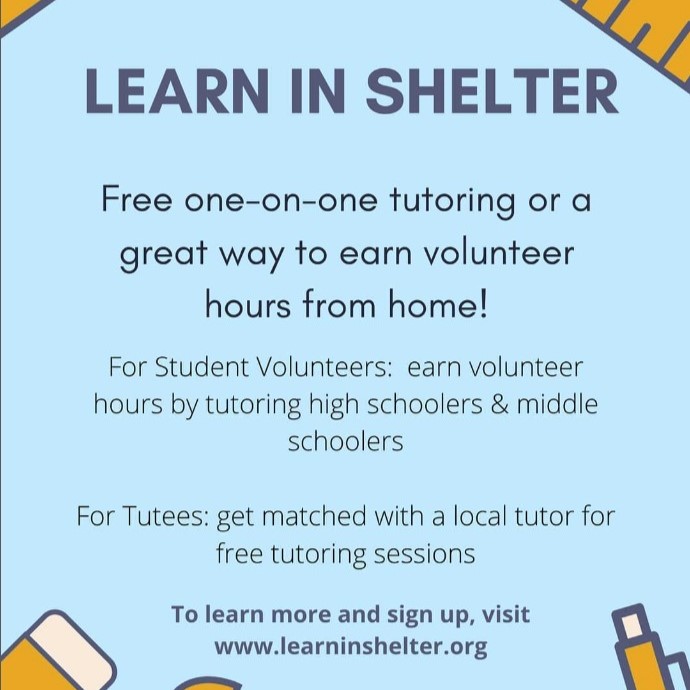 LEARN IN SHELTER
Free one-on-one tutoring or a
great way to earn volunteer
hours from home!
For Student Volunteers:  earn volunteer
hours by tutoring high schoolers & middle
schoolers
For Tutees: get matched with a local tutor for
free tutoring sessions
To learn more and sign up, visit
www.learninshelter.org